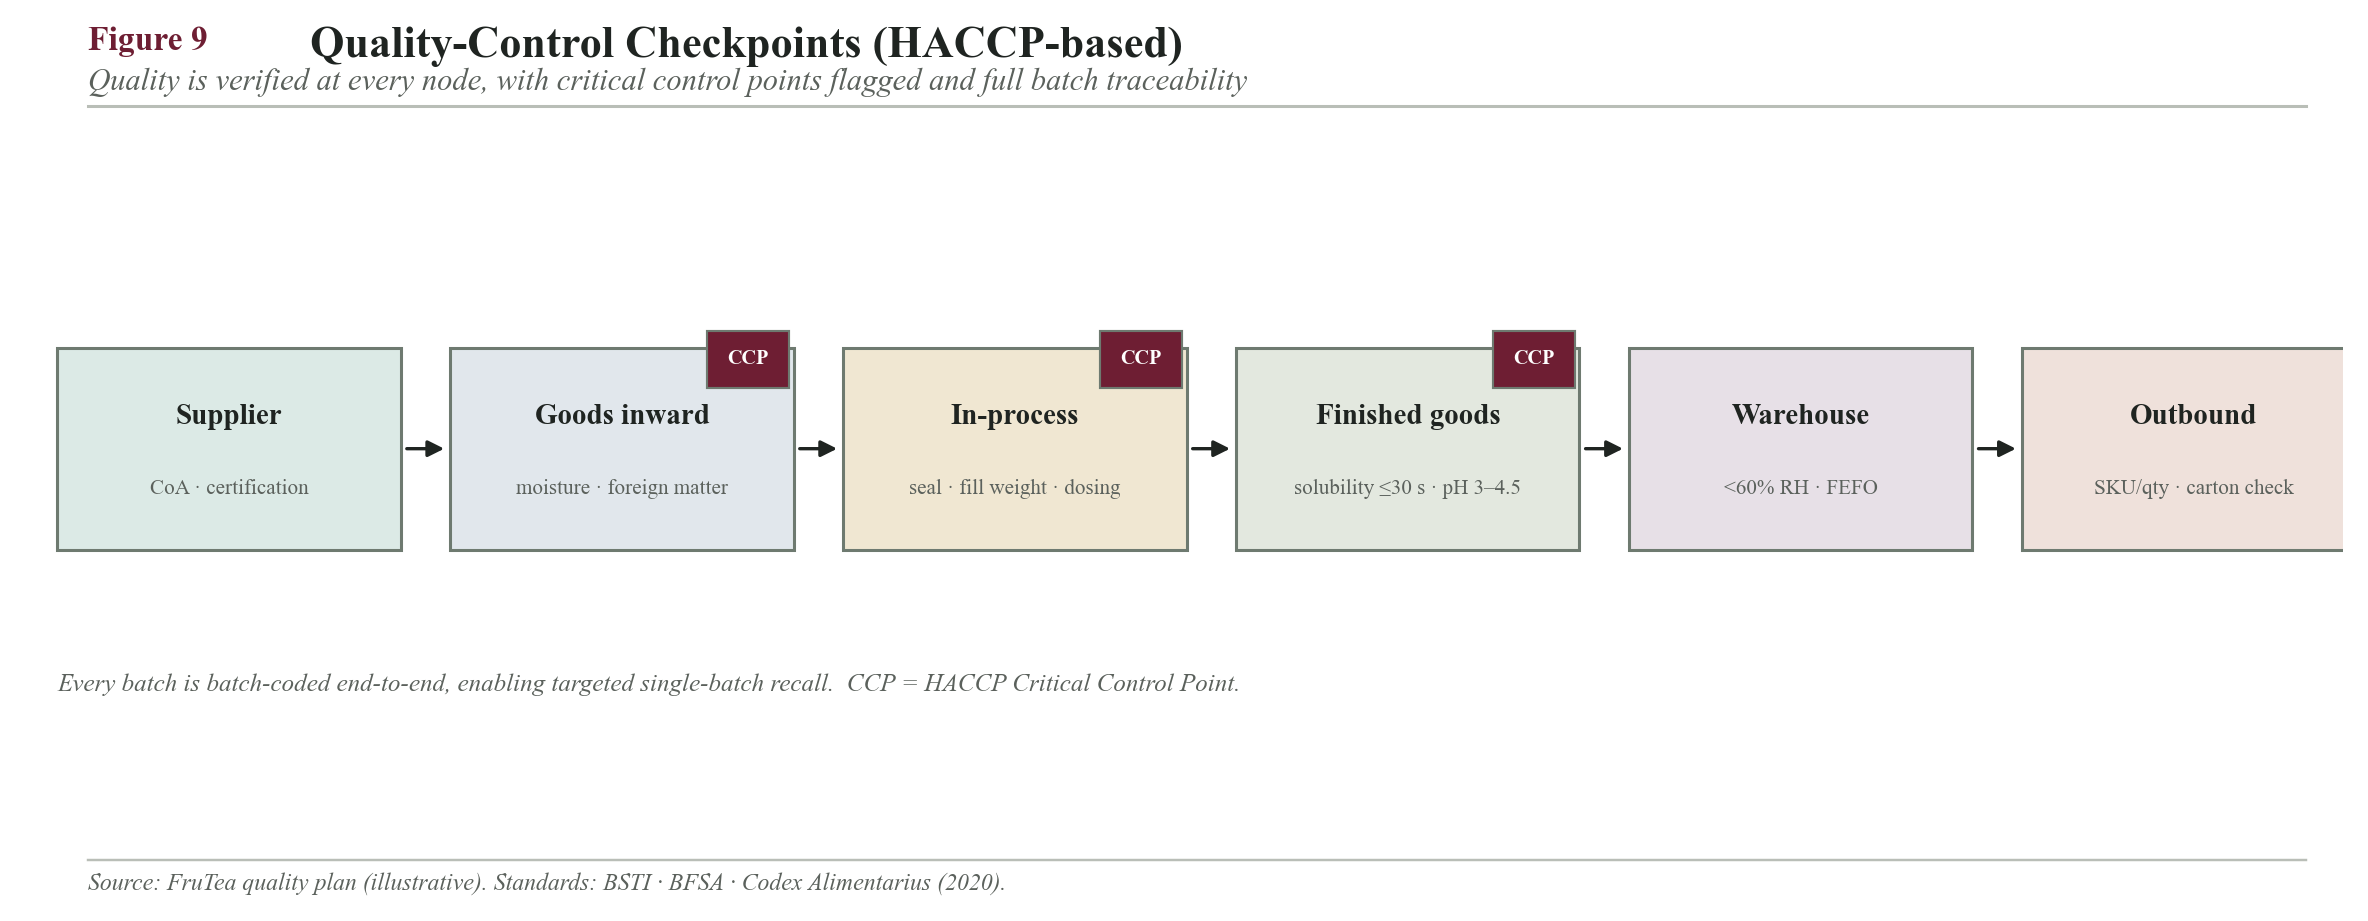 Figure 9 Quality-Control Checkpoints (HACCP-based)
Quality is verified at every node, with critical control points flagged and full batch traceability
Supplier
CoA · certification
CCP
Goods inward
moisture · foreign matter
CCP
In-process
seal · fill weight · dosing
CCP
Finished goods
solubility ≤30 s · pH 3–4.5
Warehouse
<60% RH · FEFO
Outbound
SKU/qty · carton check
Every batch is batch-coded end-to-end, enabling targeted single-batch recall.  CCP = HACCP Critical Control Point.
Source: FruTea quality plan (illustrative). Standards: BSTI · BFSA · Codex Alimentarius (2020).